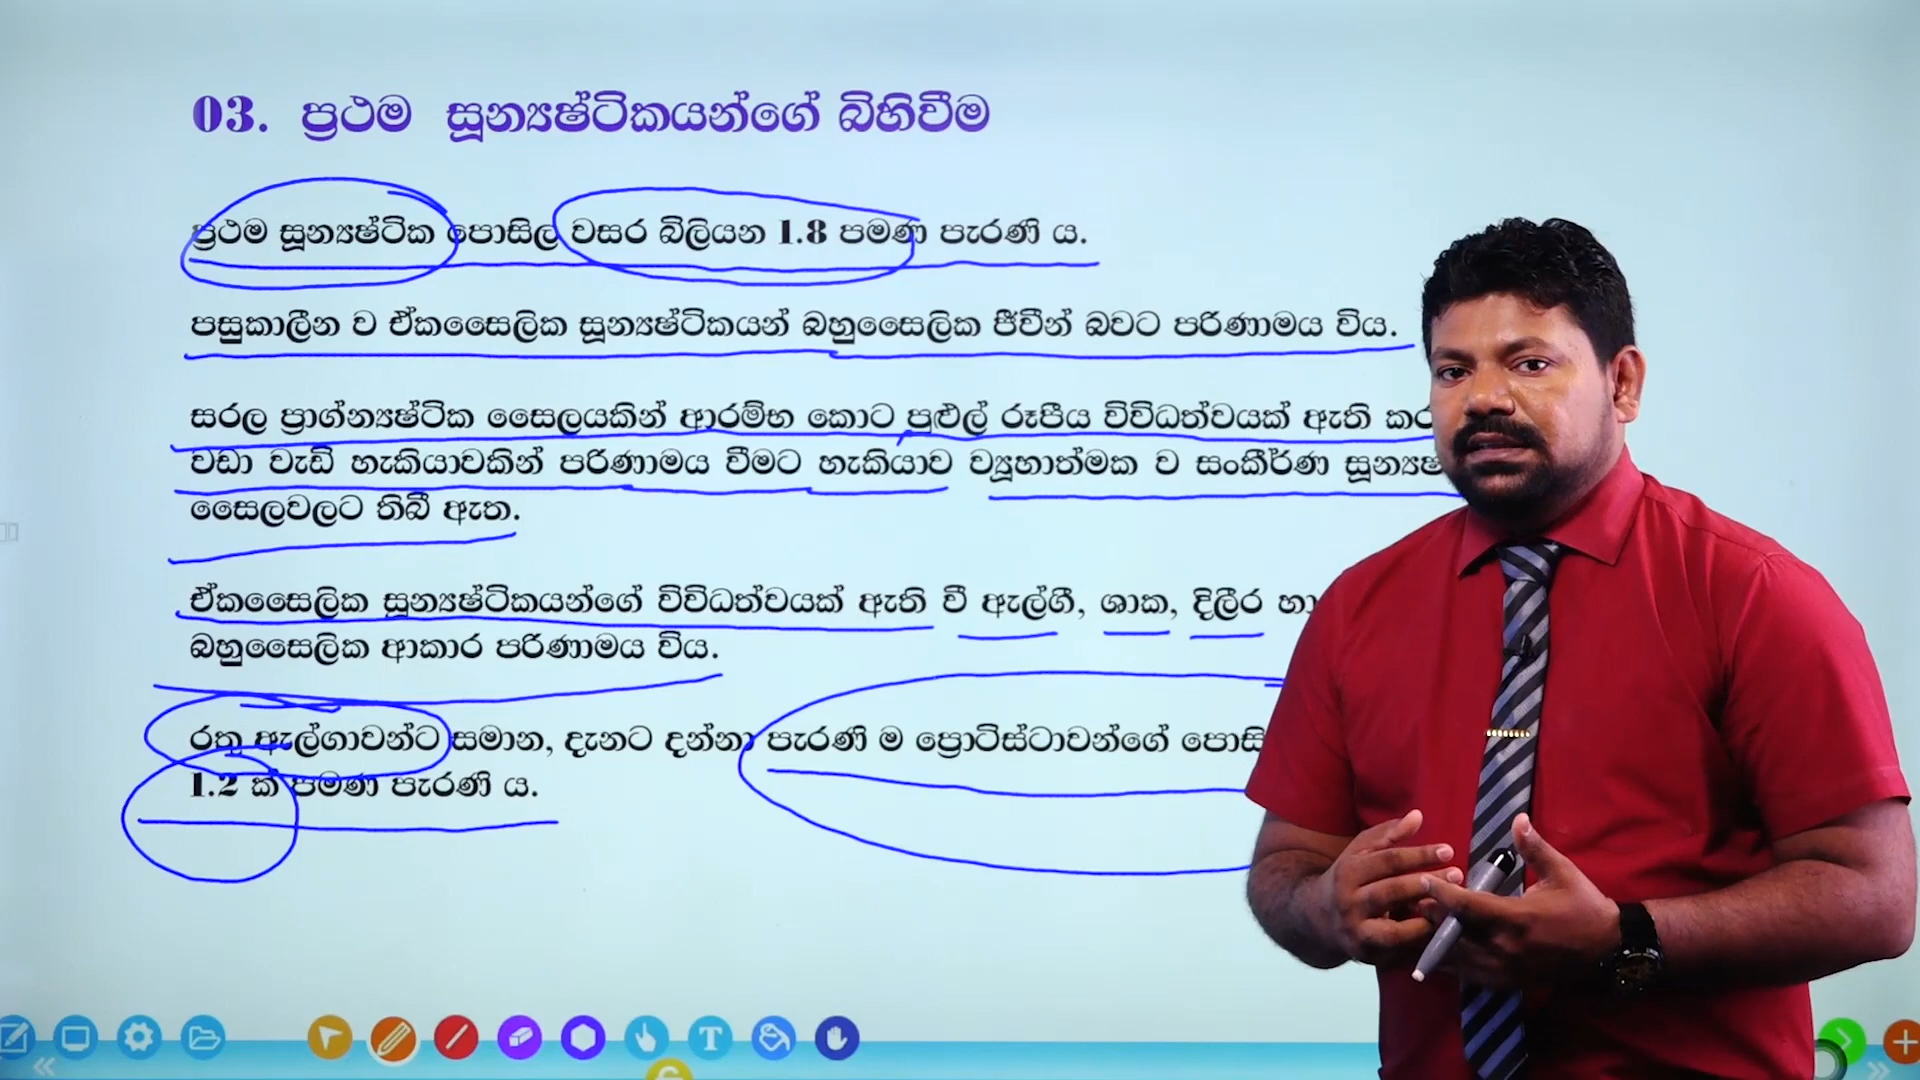 03. ප්‍රථම සූන්‍යෂ්ටිකයන්ගේ බිහිවීම
ප්‍රථම සූන්‍යෂ්ටික පොසිල වසර බිලියන 1.8 පමණ පැරණි ය.
පසුකාලීන ව ඒකසෛලික සූන්‍යෂ්ටිකයන් බහුසෛලික ජීවීන් බවට පරිණාමය විය.
සරල ප්‍රාග්න්‍යෂ්ටික සෛලයකින් ආරම්භ කොට පුළුල් රූපීය විවිධත්වයක් ඇති කර
වඩා වැඩි හැකියාවකින් පරිණාමය වීමට හැකියාව ව්‍යුහාත්මක ව සංකීර්ණ
සෛලවලට තිබී ඇත.
ඒකසෛලික සූන්‍යෂ්ටිකයන්ගේ විවිධත්වයක් ඇති වී ඇල්ගී, ශාක, දිලීර හා
බහුසෛලික ආකාර පරිණාමය විය.
රතු ඇල්ගාවන්ට සමාන, දැනට දන්නා පැරණි ම ප්‍රොටිස්ටාවන්ගේ
1.2 ක් පමණ පැරණි ය.